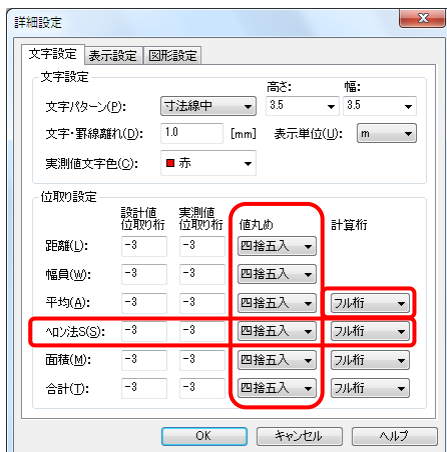 詳細設定
文字設定 表示設定 図形設定
文字設定
高さ: 幅:
文字パターン(P): 寸法線中 3.5 3.5
文字・罫線離れ(D): 1.0 [mm] 表示単位(U): m
実測値文字色(C): 赤
位取り設定
設計値 実測値
位取り桁 位取り桁 値丸め 計算桁
距離(L): -3 -3 四捨五入
幅員(W): -3 -3 四捨五入
平均(A): -3 -3 四捨五入 フル桁
ヘロン法S(S): -3 -3 四捨五入 フル桁
面積(M): -3 -3 四捨五入 フル桁
合計(T): -3 -3 四捨五入 フル桁
OK キャンセル ヘルプ